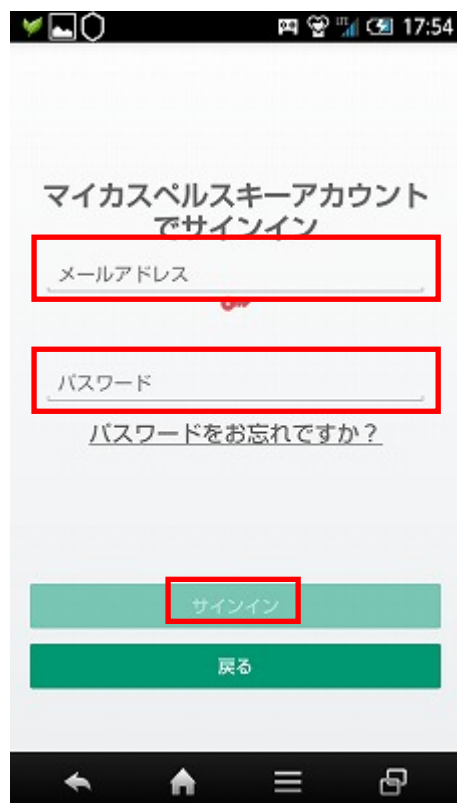 17:54
マイカスペルスキーアカウント
でサインイン
メールアドレス
パスワード
パスワードをお忘れですか？
サインイン
戻る